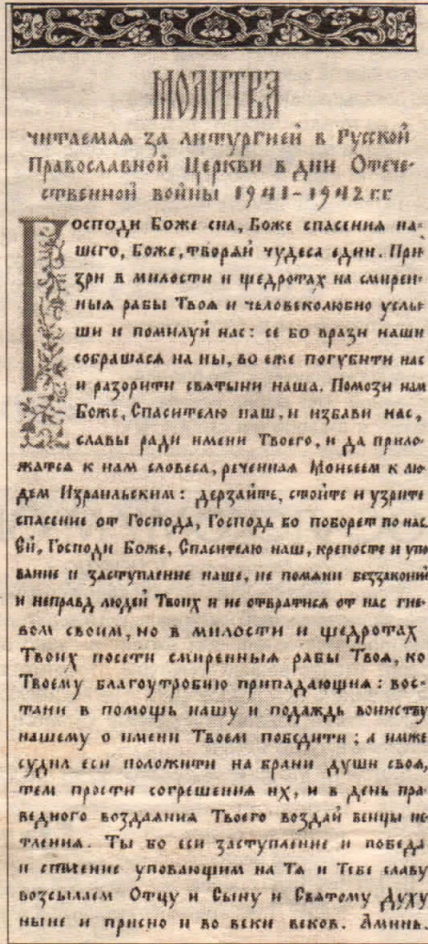 МОЛИТВА
читаемая за литургией в Русской
Православной Церкви в дни Отече-
ственной войны 1941-1942 г.г
Господи Боже сил, Боже спасения на-
шего, Боже, творяй чудеса един. При-
зри в милости и щедротах на смирен-
ныя рабы Твоя и человеколюбно услы-
ши и помилуй нас: се бо врази наши
собрашася на ны, во еже погубити нас
и разорити святыни наша. Помози нам
Боже, Спасителю наш, и избави нас,
славы ради имени Твоего, и да прило-
жатся к нам словеса, реченная Моисеем к лю-
дем Израильским: дерзайте, стойте и узрите
спасение от Господа, Господь бо поборет по нас.
Ей, Господи Боже, Спасителю наш, крепосте и упо
вание и заступление наше, не помяни беззаконий
и неправд людей Твоих и не отвратися от нас гне-
вом своим, но в милости и щедротах
Твоих посети смиренныя рабы Твоя, ко
Твоему благоутробию припадающия: вос-
тани в помощь нашу и подаждь воинству
нашему о имени Твоем победити; а имже
судил еси положити на брани души своя,
тем прости согрешения их, и в день пра-
ведного воздаяния Твоего воздай венцы не-
тления. Ты бо еси заступление и победа
и спасение уповающим на Тя и Тебе славу
возсылаем Отцу и Сыну и Святому Духу
ныне и присно и во веки веков. Аминь.